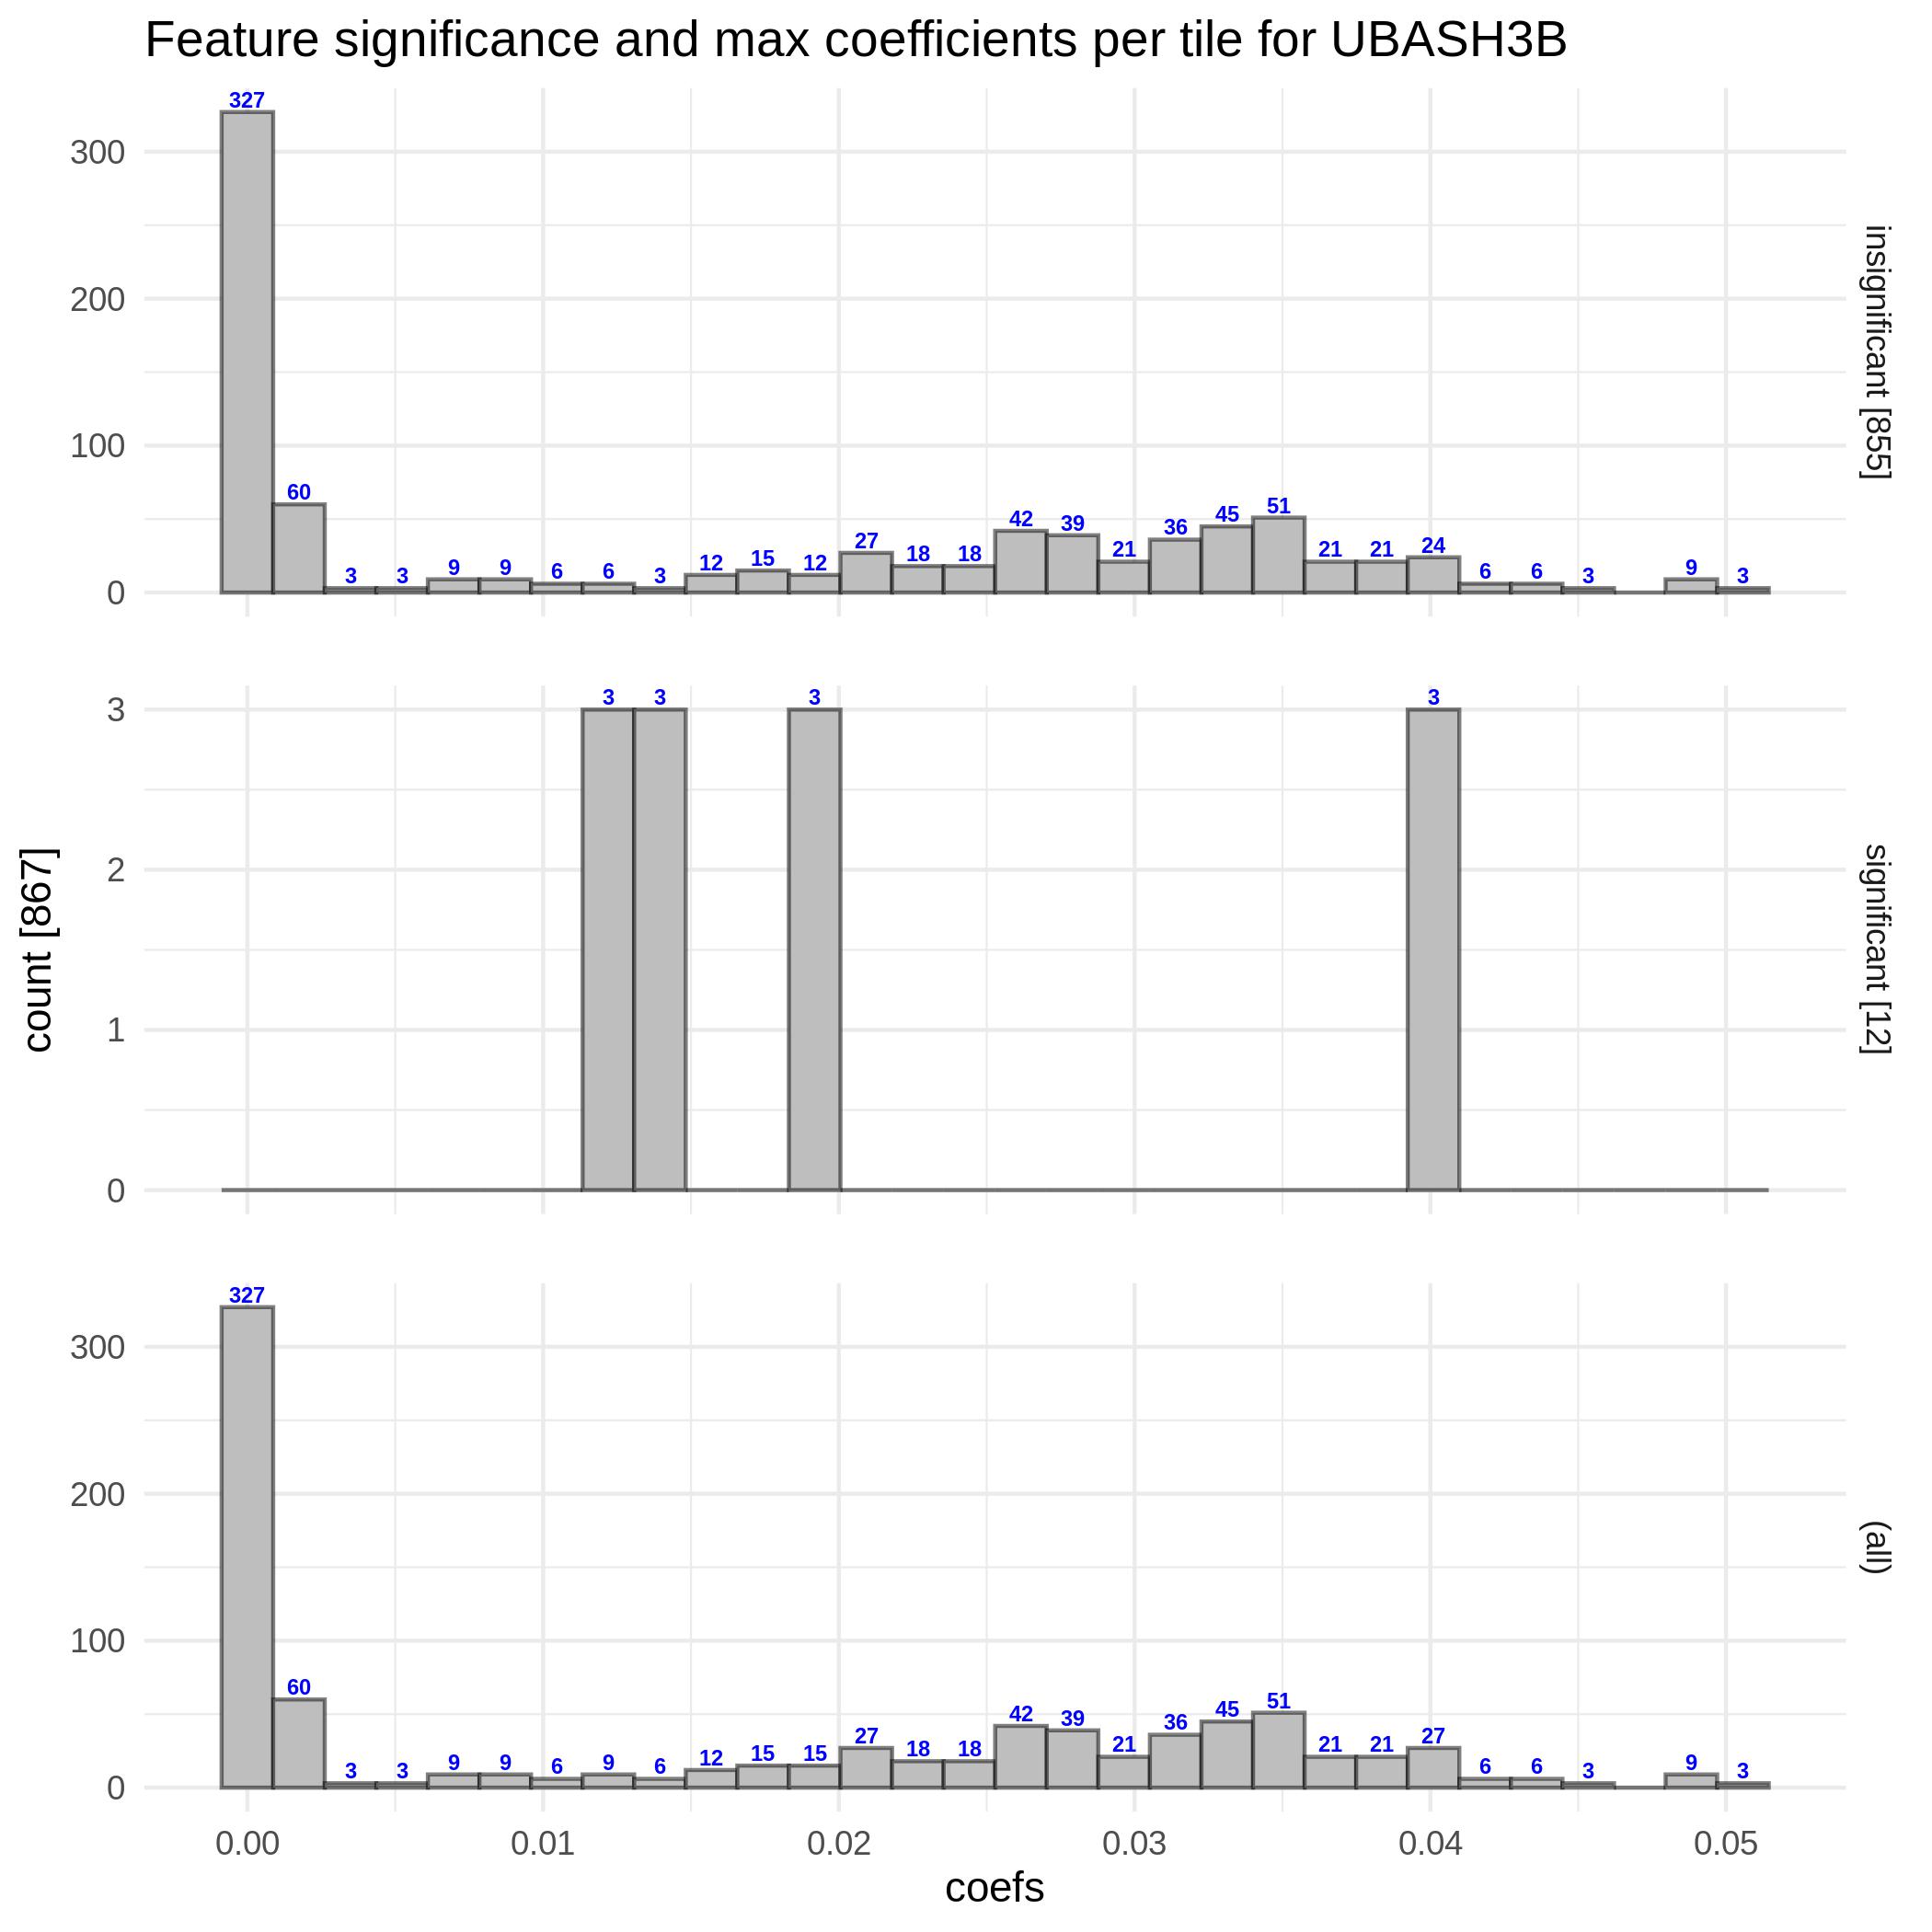 Feature significance and max coefficients per tile for UBASH3B
327 60 3 3 9 9 6 6 3 12 15 12 27 18 18 42 39 21 36 45 51 21 21 24 6 6 3 9 3
300
200
100
0
insignificant [855]
3 3 3 3
3
2
1
0
significant [12]
count [867]
327 60 3 3 9 9 6 9 6 12 15 15 27 18 18 42 39 21 36 45 51 21 21 27 6 6 3 9 3
300
200
100
0
(all)
0.00 0.01 0.02 0.03 0.04 0.05
coefs